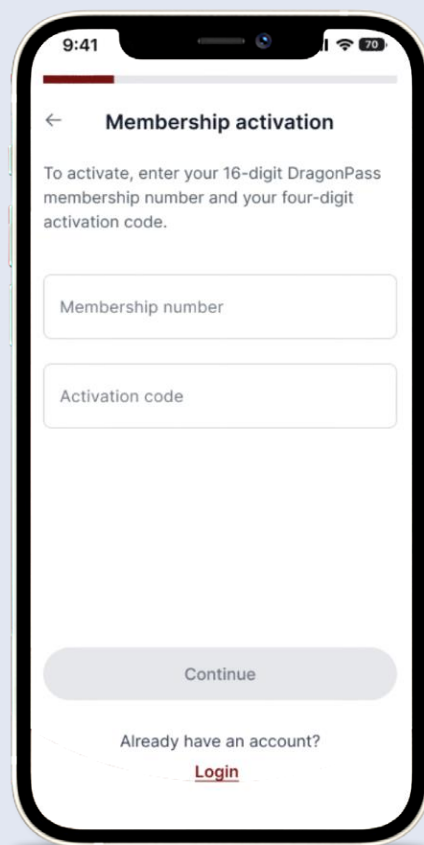 9:41
70
Membership activation
To activate, enter your 16-digit DragonPass
membership number and your four-digit
activation code.
Membership number
Activation code
Continue
Already have an account?
Login